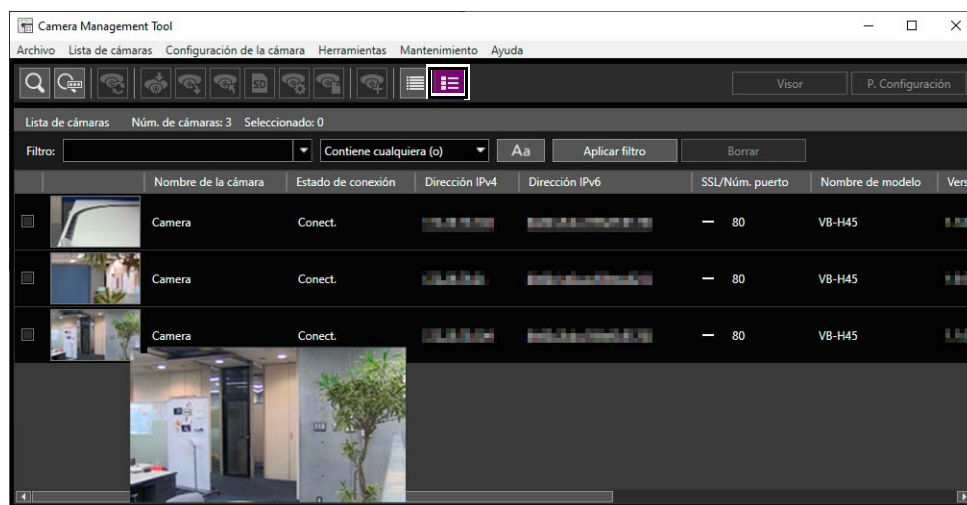 Camera Management Tool
Archivo Lista de cámaras Configuración de la cámara Herramientas Mantenimiento Ayuda
SD Visor P. Configuración
Lista de cámaras Núm. de cámaras: 3 Seleccionado: 0
Filtro: Contiene cualquiera (o) Aa Aplicar filtro Borrar
Nombre de la cámara Estado de conexión Dirección IPv4 Dirección IPv6 SSL/Núm. puerto Nombre de modelo Vers
Camera Conect. — 80 VB-H45
Camera Conect. — 80 VB-H45
Camera Conect. — 80 VB-H45